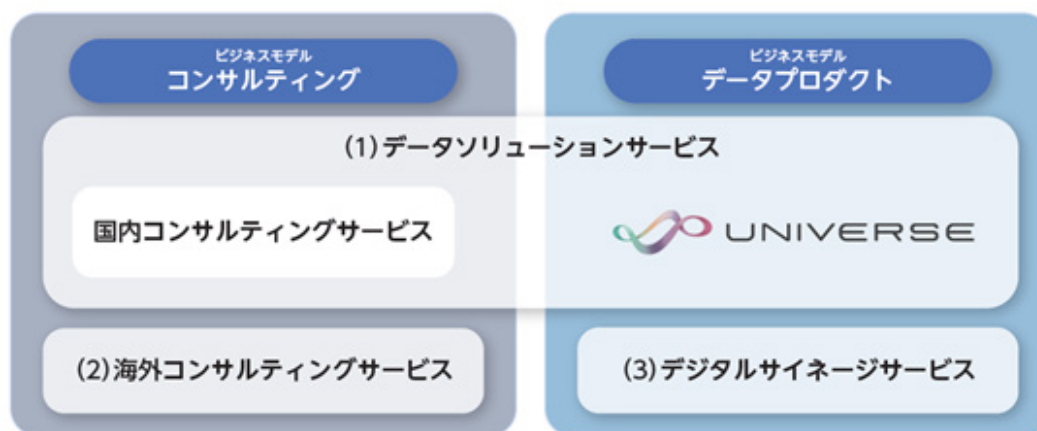 ビジネスモデル
コンサルティング
ビジネスモデル
データプロダクト
(1)データソリューションサービス
国内コンサルティングサービス
UNIVERSE
(2)海外コンサルティングサービス
(3)デジタルサイネージサービス